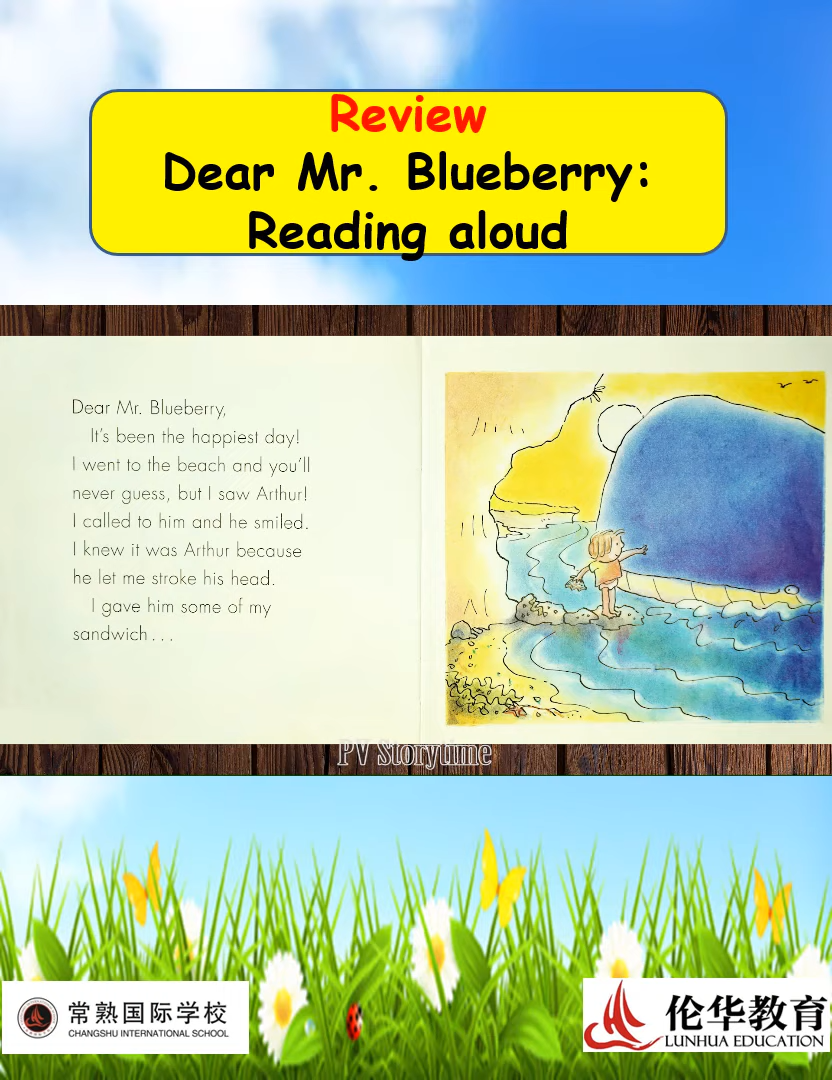 Review
Dear Mr. Blueberry:
Reading aloud
Dear Mr. Blueberry,
It's been the happiest day!
I went to the beach and you'll
never guess, but I saw Arthur!
I called to him and he smiled.
I knew it was Arthur because
he let me stroke his head.
I gave him some of my
sandwich . . .
PV Storytime
常熟国际学校
CHANGSHU INTERNATIONAL SCHOOL
伦华教育
LUNHUA EDUCATION